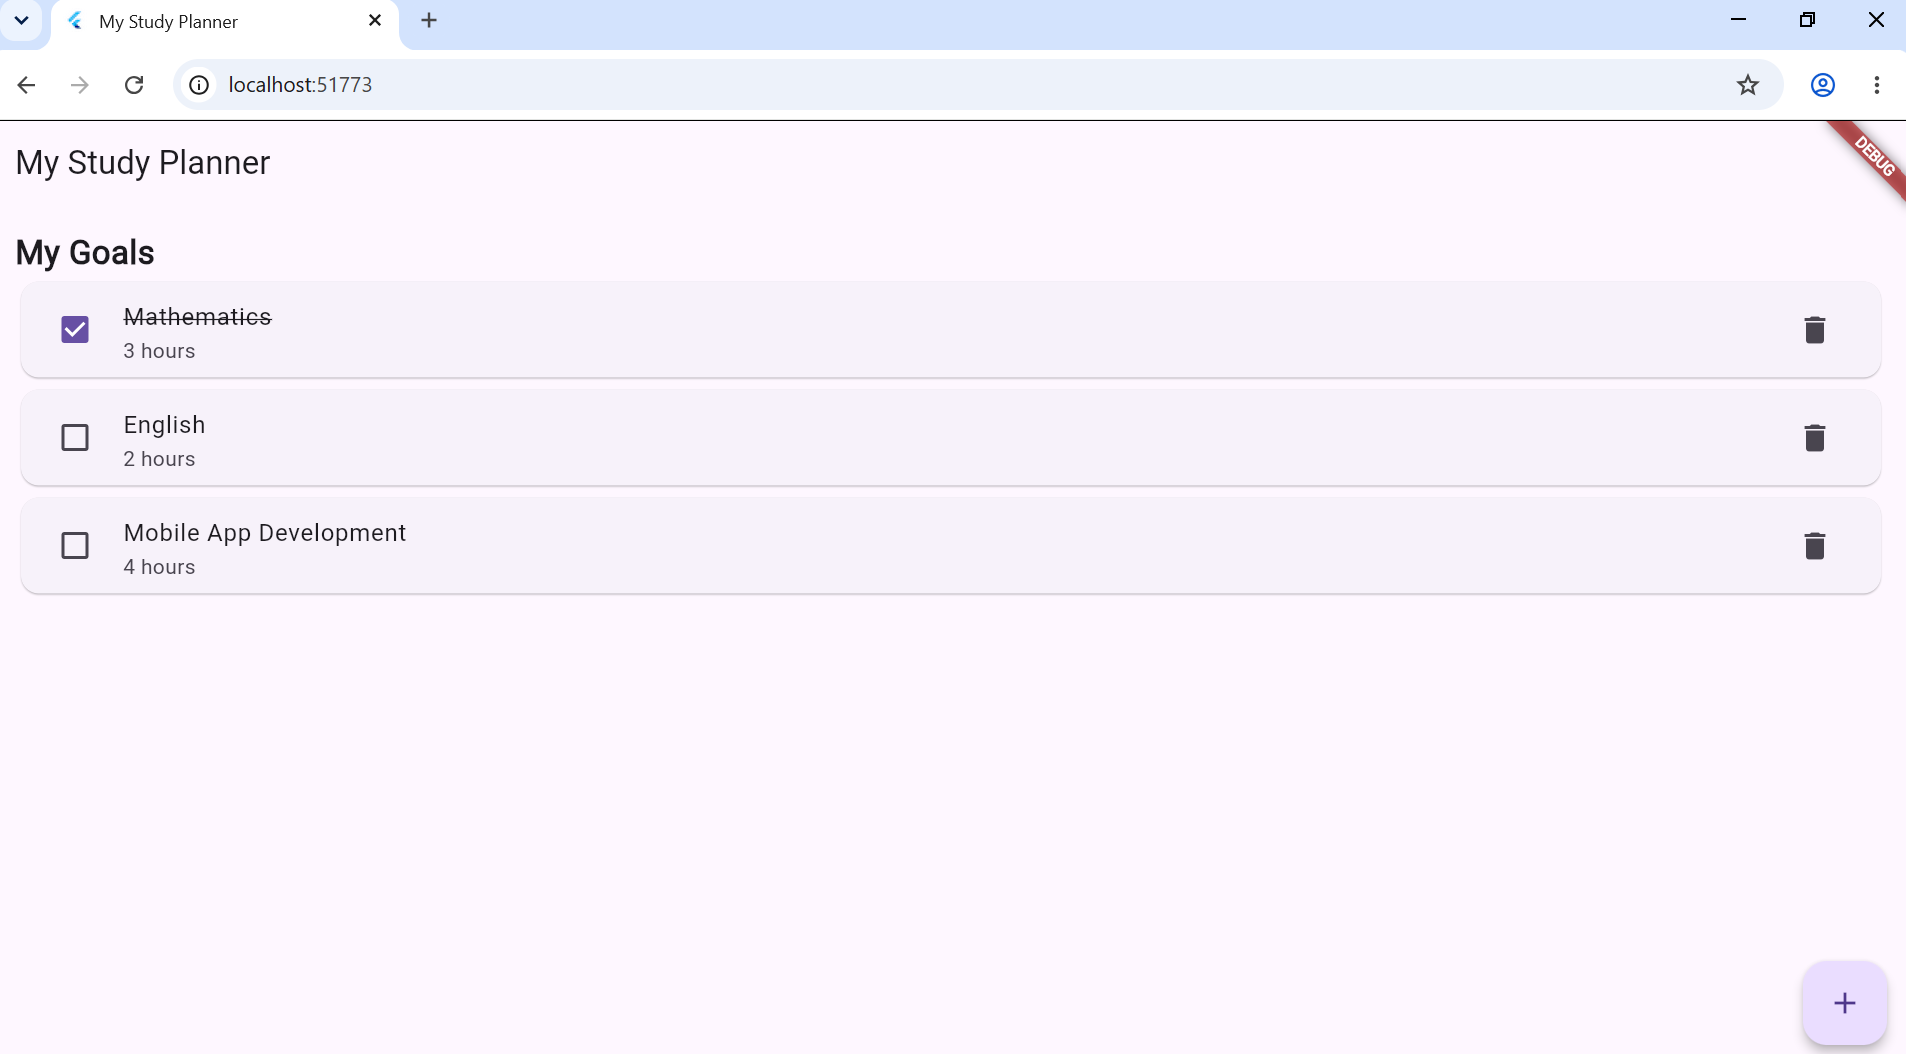 My Study Planner
localhost:51773
My Study Planner
DEBUG
My Goals
Mathematics
3 hours
English
2 hours
Mobile App Development
4 hours